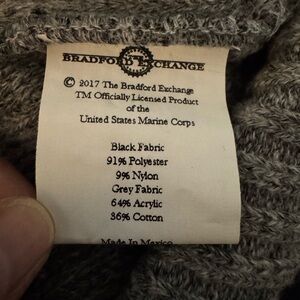 BRADFORD EXCHANGE
© 2017 The Bradford Exchange
TM Officially Licensed Product
of the
United States Marine Corps
Black Fabric
91% Polyester
9% Nylon
Grey Fabric
64% Acrylic
36% Cotton
Made In Mexico